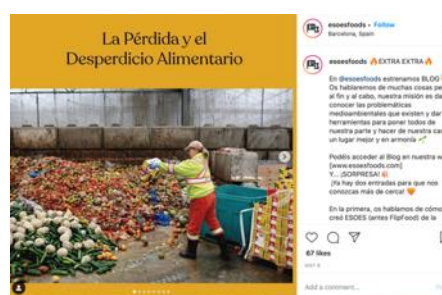 La Pérdida y el
Desperdicio Alimentario
esoesfoods • Follow
Barcelona, Spain
esoesfoods 🔥EXTRA EXTRA🔥
En @esoesfoods estrenamos BLOG
Os hablaremos de muchas cosas
al fin y al cabo, nuestra misión es
conocer las problemáticas
medioambientales que existen y dar
herramientas para poner todos de
nuestra parte y hacer de nuestra
un lugar mejor y en armonía
Podéis acceder al Blog en nuestra
[www.esoesfoods.com]
Y... ¡SORPRESA!
¡Ya hay dos entradas para que nos
conozcas más de cerca! 🧡
En la primera, os hablamos de cómo
creó ESOES (antes FlipFood) de la
67 likes
Add a comment...